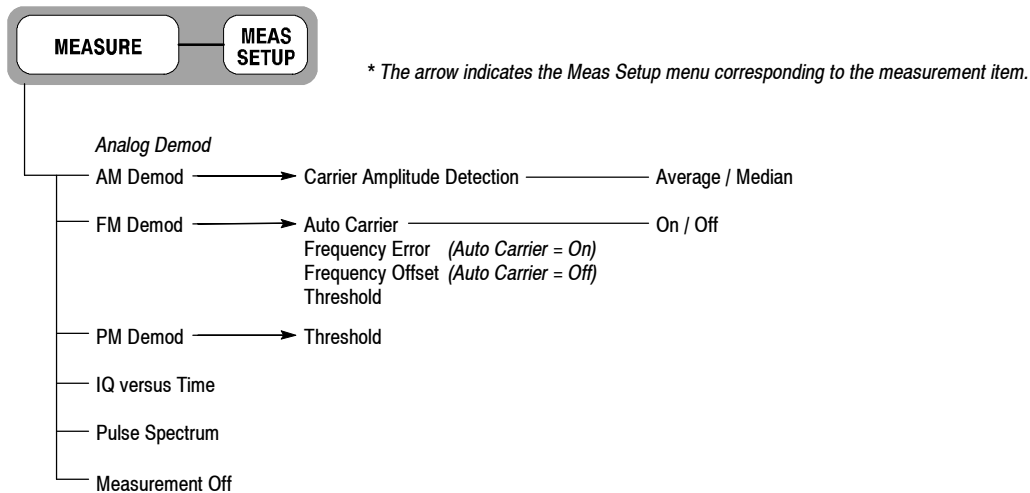 MEASURE
MEAS
SETUP
* The arrow indicates the Meas Setup menu corresponding to the measurement item.
Analog Demod
AM Demod Carrier Amplitude Detection Average / Median
FM Demod Auto Carrier On / Off
Frequency Error (Auto Carrier = On)
Frequency Offset (Auto Carrier = Off)
Threshold
PM Demod Threshold
IQ versus Time
Pulse Spectrum
Measurement Off